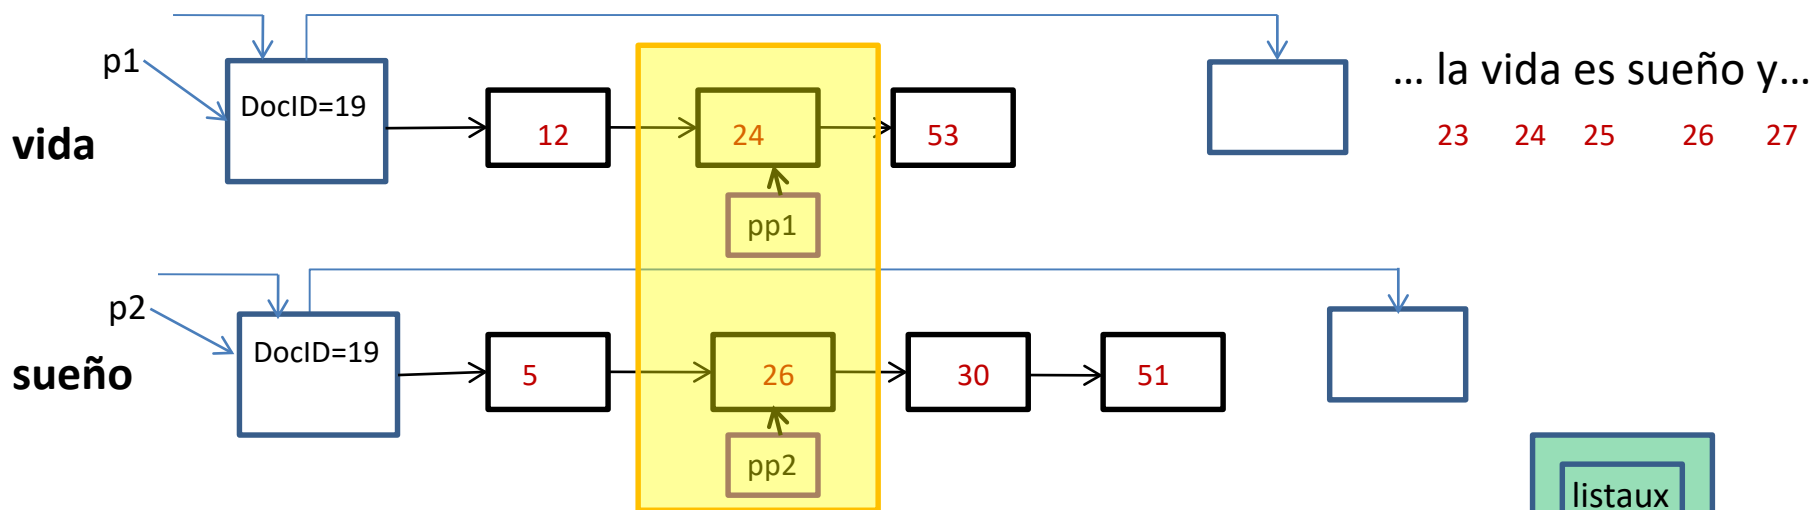 p1
DocID=19
… la vida es sueño y…
vida
12
24
53
23 24 25 26 27
pp1
p2
DocID=19
sueño
5
26
30
51
pp2
listaux